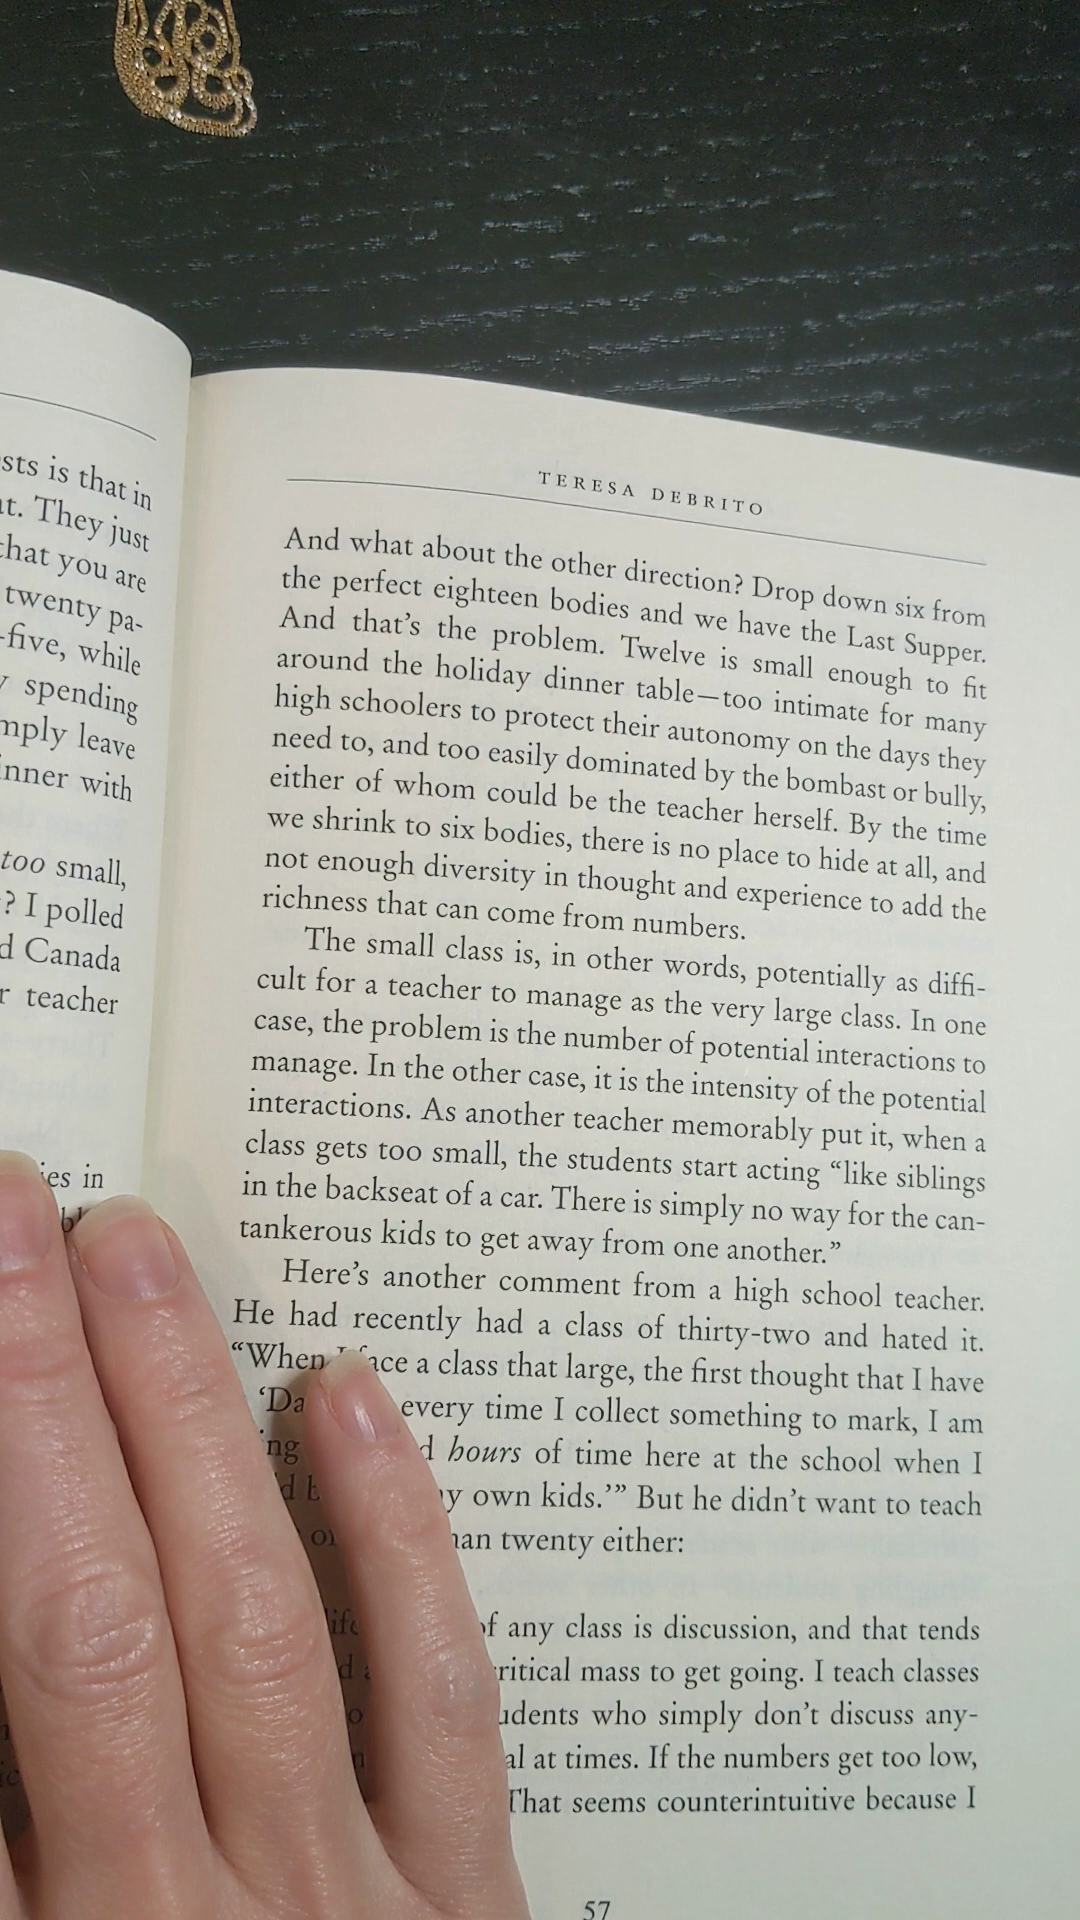 sts is that in
t. They just
that you are
twenty pa-
-five, while
spending
mply leave
inner with
too small,
? I polled
d Canada
r teacher
ies in
TERESA DEBRITO
And what about the other direction? Drop down six from
the perfect eighteen bodies and we have the Last Supper.
And that's the problem. Twelve is small enough to fit
around the holiday dinner table—too intimate for many
high schoolers to protect their autonomy on the days they
need to, and too easily dominated by the bombast or bully,
either of whom could be the teacher herself. By the time
we shrink to six bodies, there is no place to hide at all, and
not enough diversity in thought and experience to add the
richness that can come from numbers.
The small class is, in other words, potentially as diffi-
cult for a teacher to manage as the very large class. In one
case, the problem is the number of potential interactions to
manage. In the other case, it is the intensity of the potential
interactions. As another teacher memorably put it, when a
class gets too small, the students start acting “like siblings
in the backseat of a car. There is simply no way for the can-
tankerous kids to get away from one another.”
Here's another comment from a high school teacher.
He had recently had a class of thirty-two and hated it.
“When I face a class that large, the first thought that I have
‘Da every time I collect something to mark, I am
ing d hours of time here at the school when I
y own kids.’” But he didn't want to teach
han twenty either:
f any class is discussion, and that tends
critical mass to get going. I teach classes
udents who simply don't discuss any-
al at times. If the numbers get too low,
That seems counterintuitive because I
57